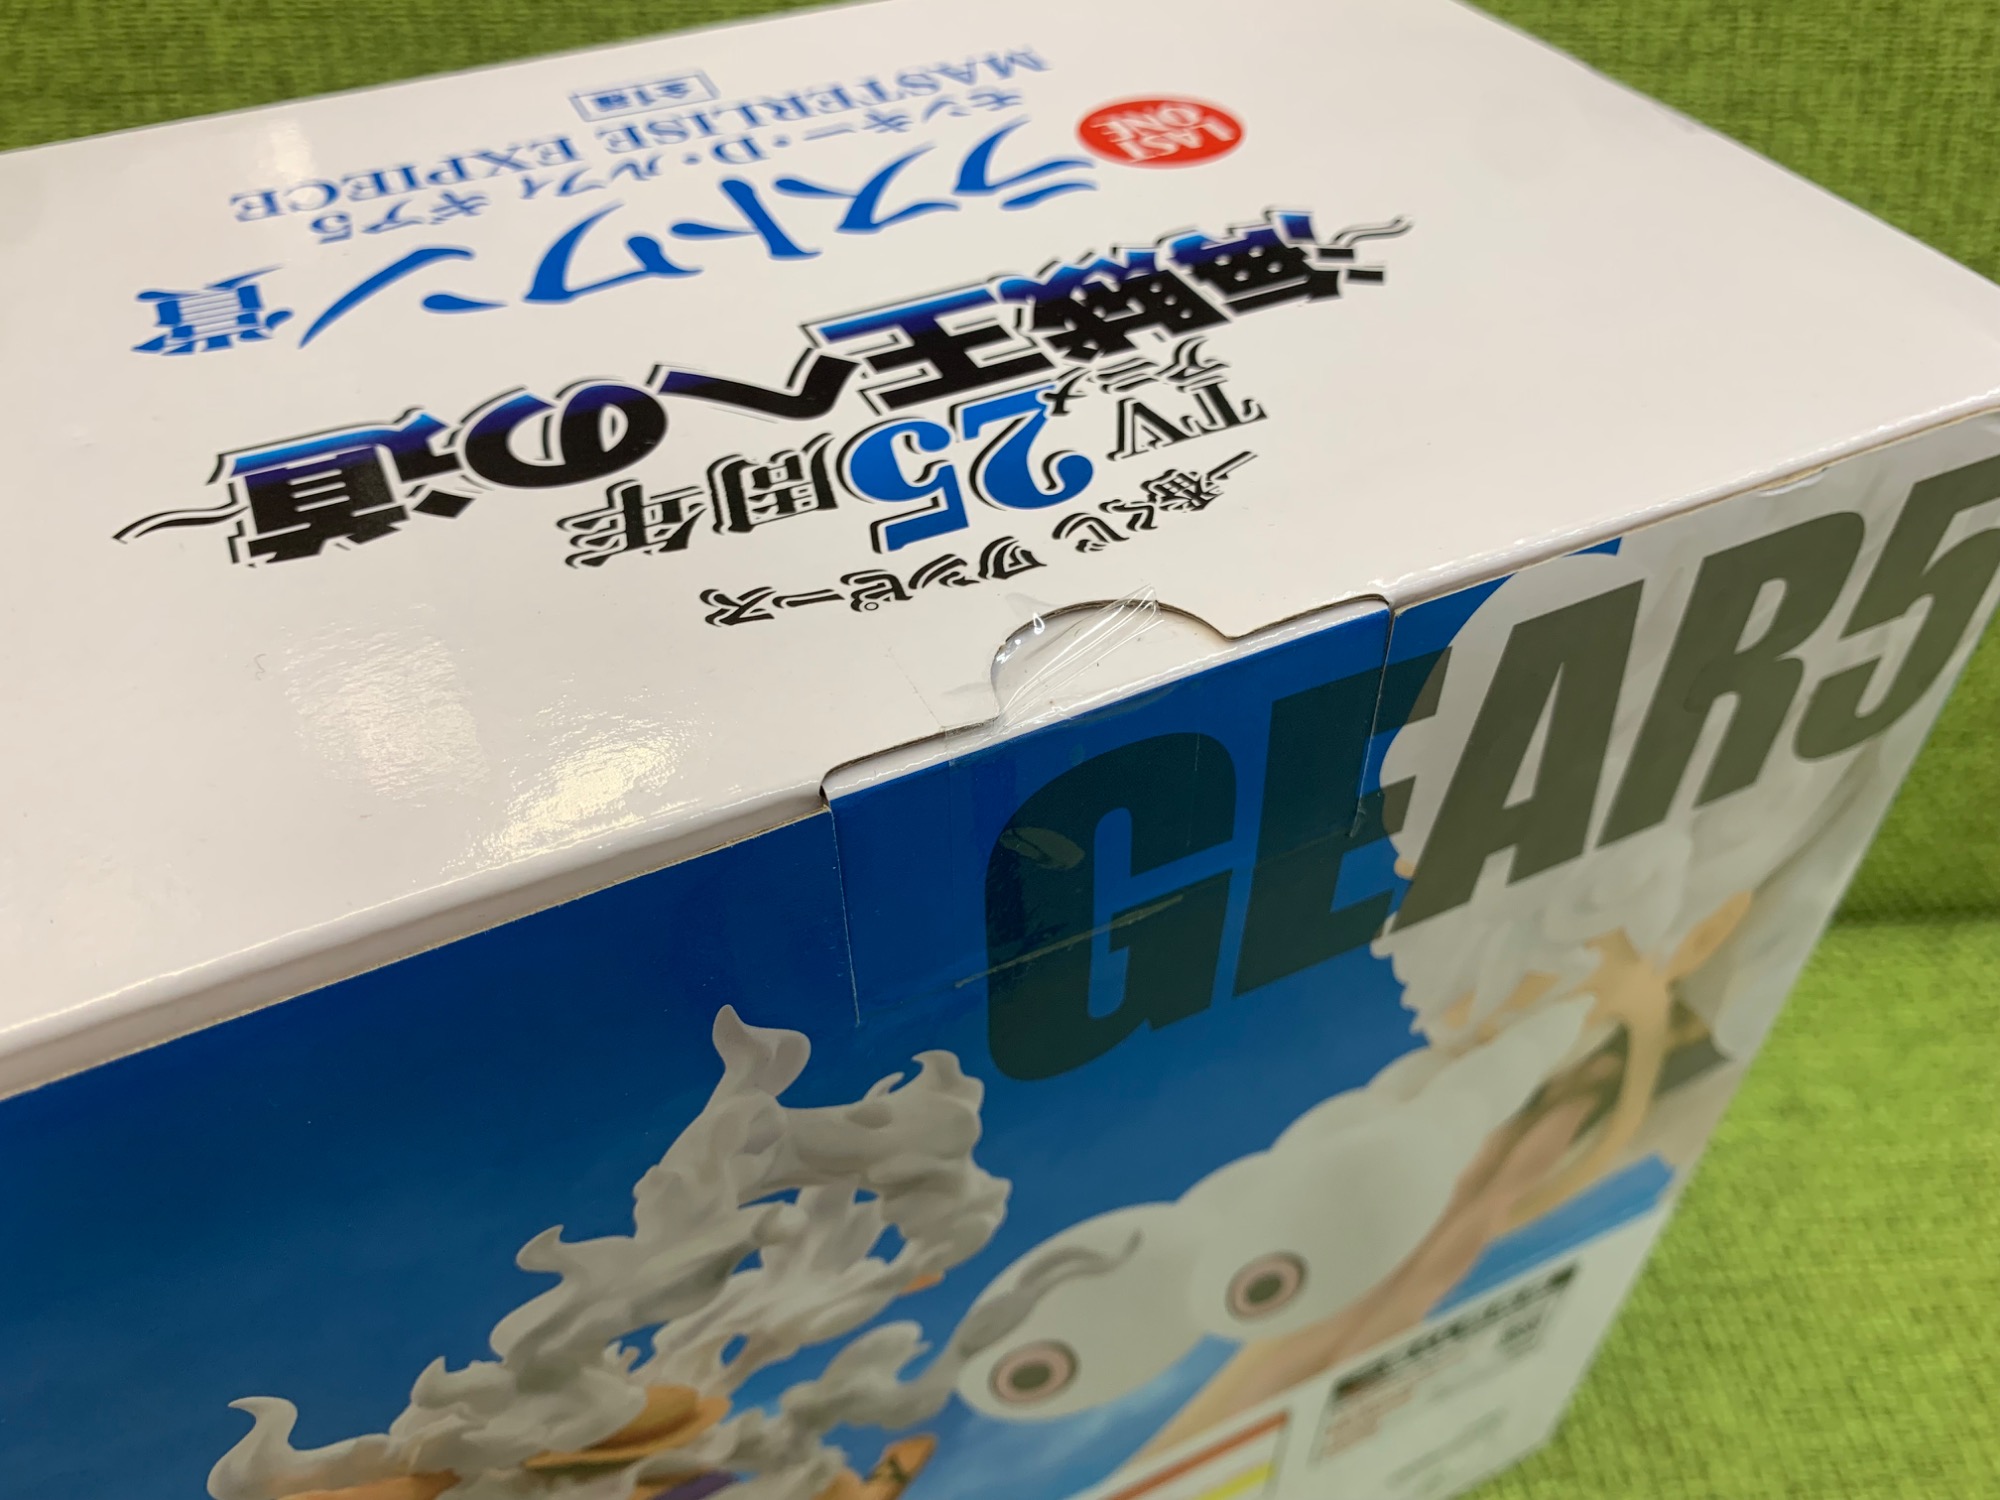 一番くじ ワンピース
TVアニメ25周年
～海賊王への道～
LAST ONE
ラストワン賞
モンキー・D・ルフィ ギア5
MASTERLISE EXPIECE
全1種
GEAR5